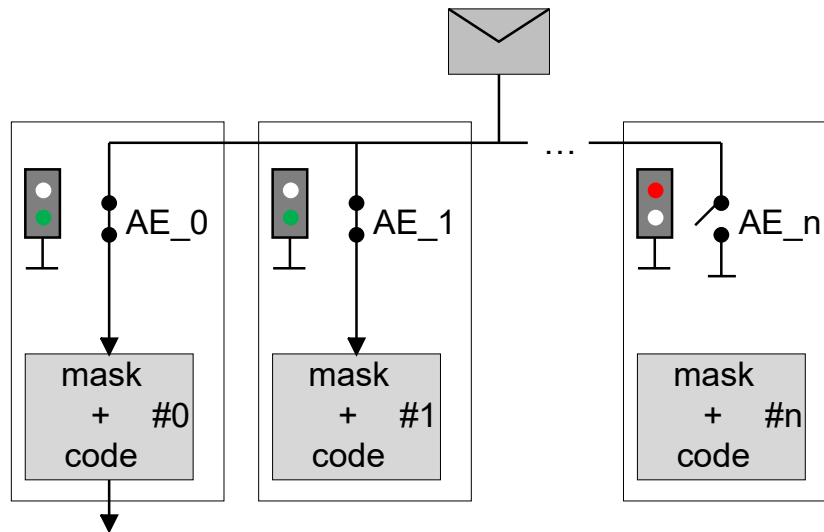 ...
AE_0
AE_1
AE_n
mask
+ #0
code
mask
+ #1
code
mask
+ #n
code